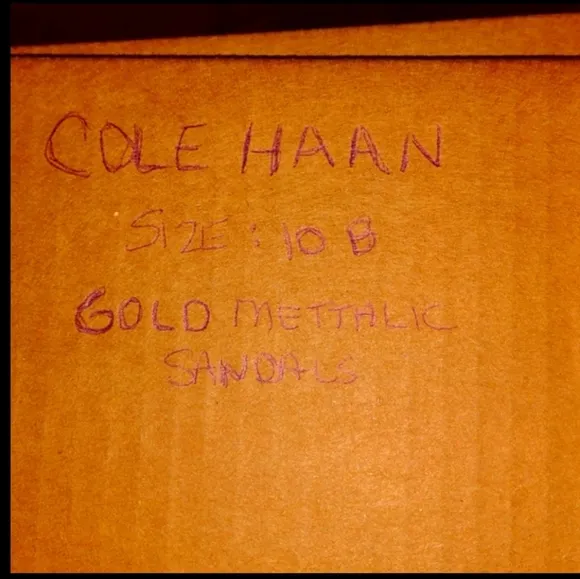 COLE HAAN
SIZE: 10 B
GOLD METTALIC
SANDALS